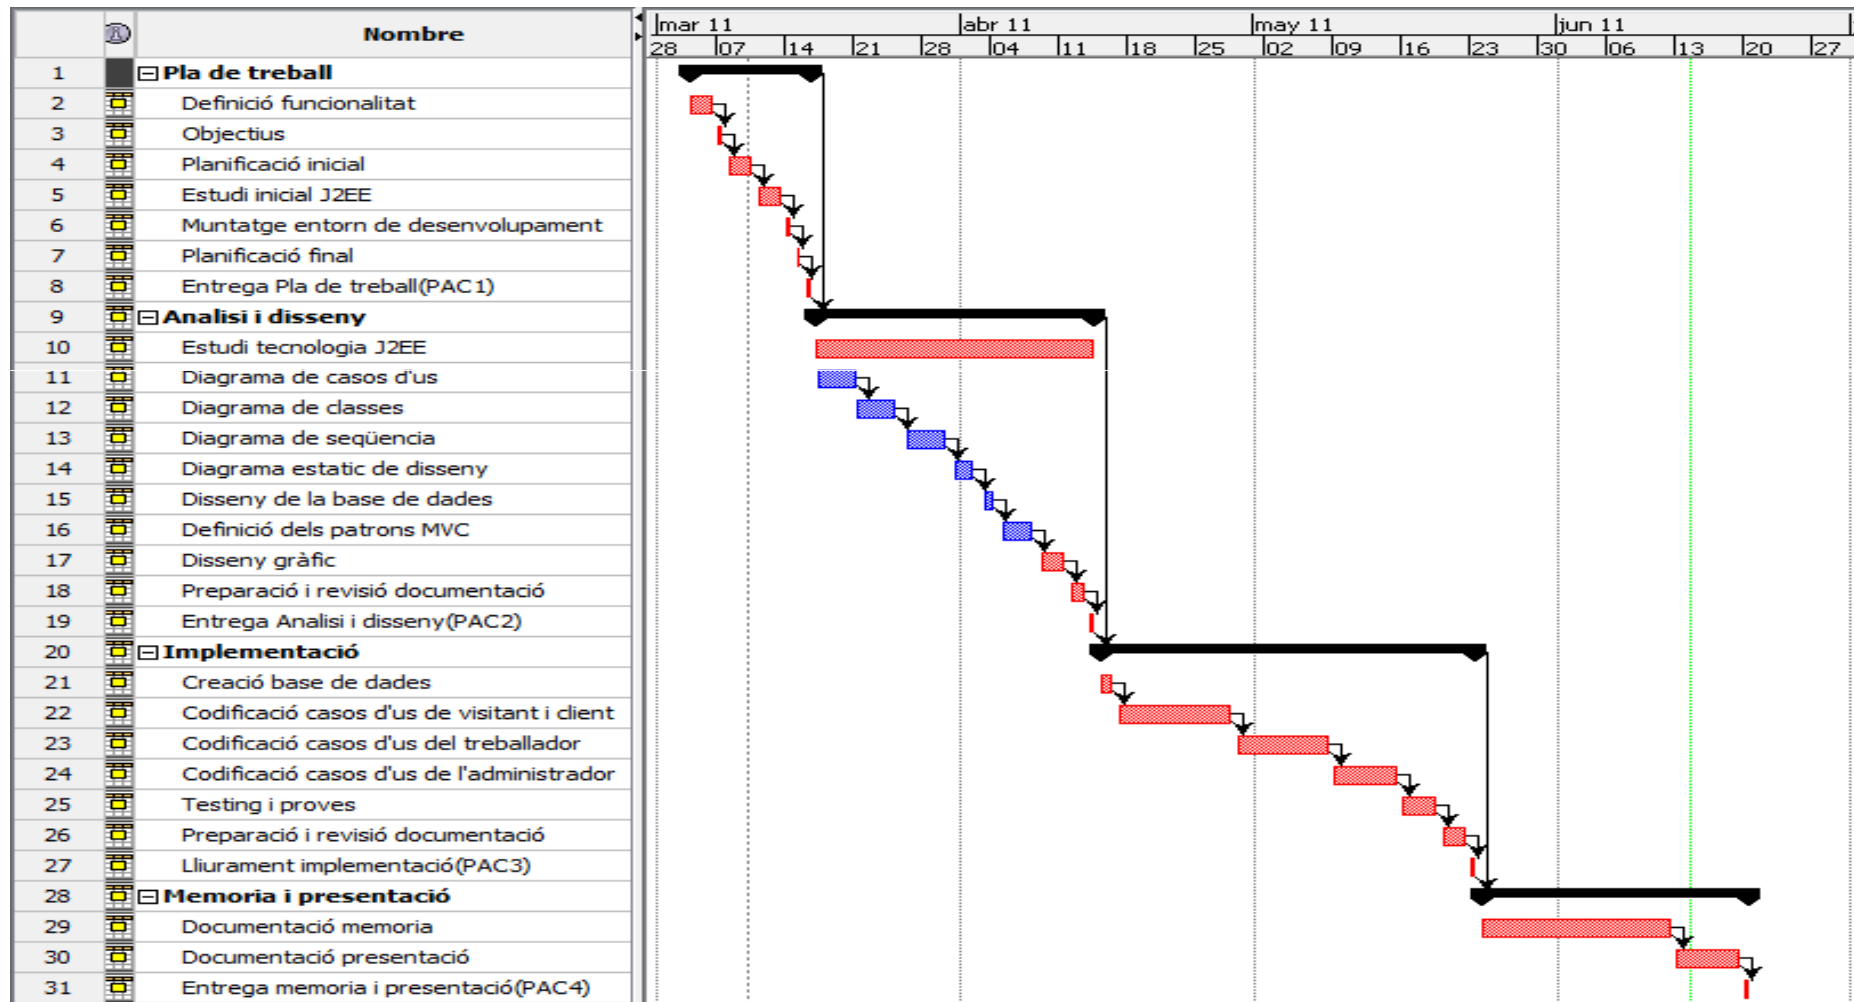 Nombre
mar 11 abr 11 may 11 jun 11
28 07 14 21 28 04 11 18 25 02 09 16 23 30 06 13 20 27
1 Pla de treball
2 Definició funcionalitat
3 Objectius
4 Planificació inicial
5 Estudi inicial J2EE
6 Muntatge entorn de desenvolupament
7 Planificació final
8 Entrega Pla de treball(PAC1)
9 Analisi i disseny
10 Estudi tecnologia J2EE
11 Diagrama de casos d'us
12 Diagrama de classes
13 Diagrama de seqüencia
14 Diagrama estatic de disseny
15 Disseny de la base de dades
16 Definició dels patrons MVC
17 Disseny gràfic
18 Preparació i revisió documentació
19 Entrega Analisi i disseny(PAC2)
20 Implementació
21 Creació base de dades
22 Codificació casos d'us de visitant i client
23 Codificació casos d'us del treballador
24 Codificació casos d'us de l'administrador
25 Testing i proves
26 Preparació i revisió documentació
27 Lliurament implementació(PAC3)
28 Memoria i presentació
29 Documentació memoria
30 Documentació presentació
31 Entrega memoria i presentació(PAC4)